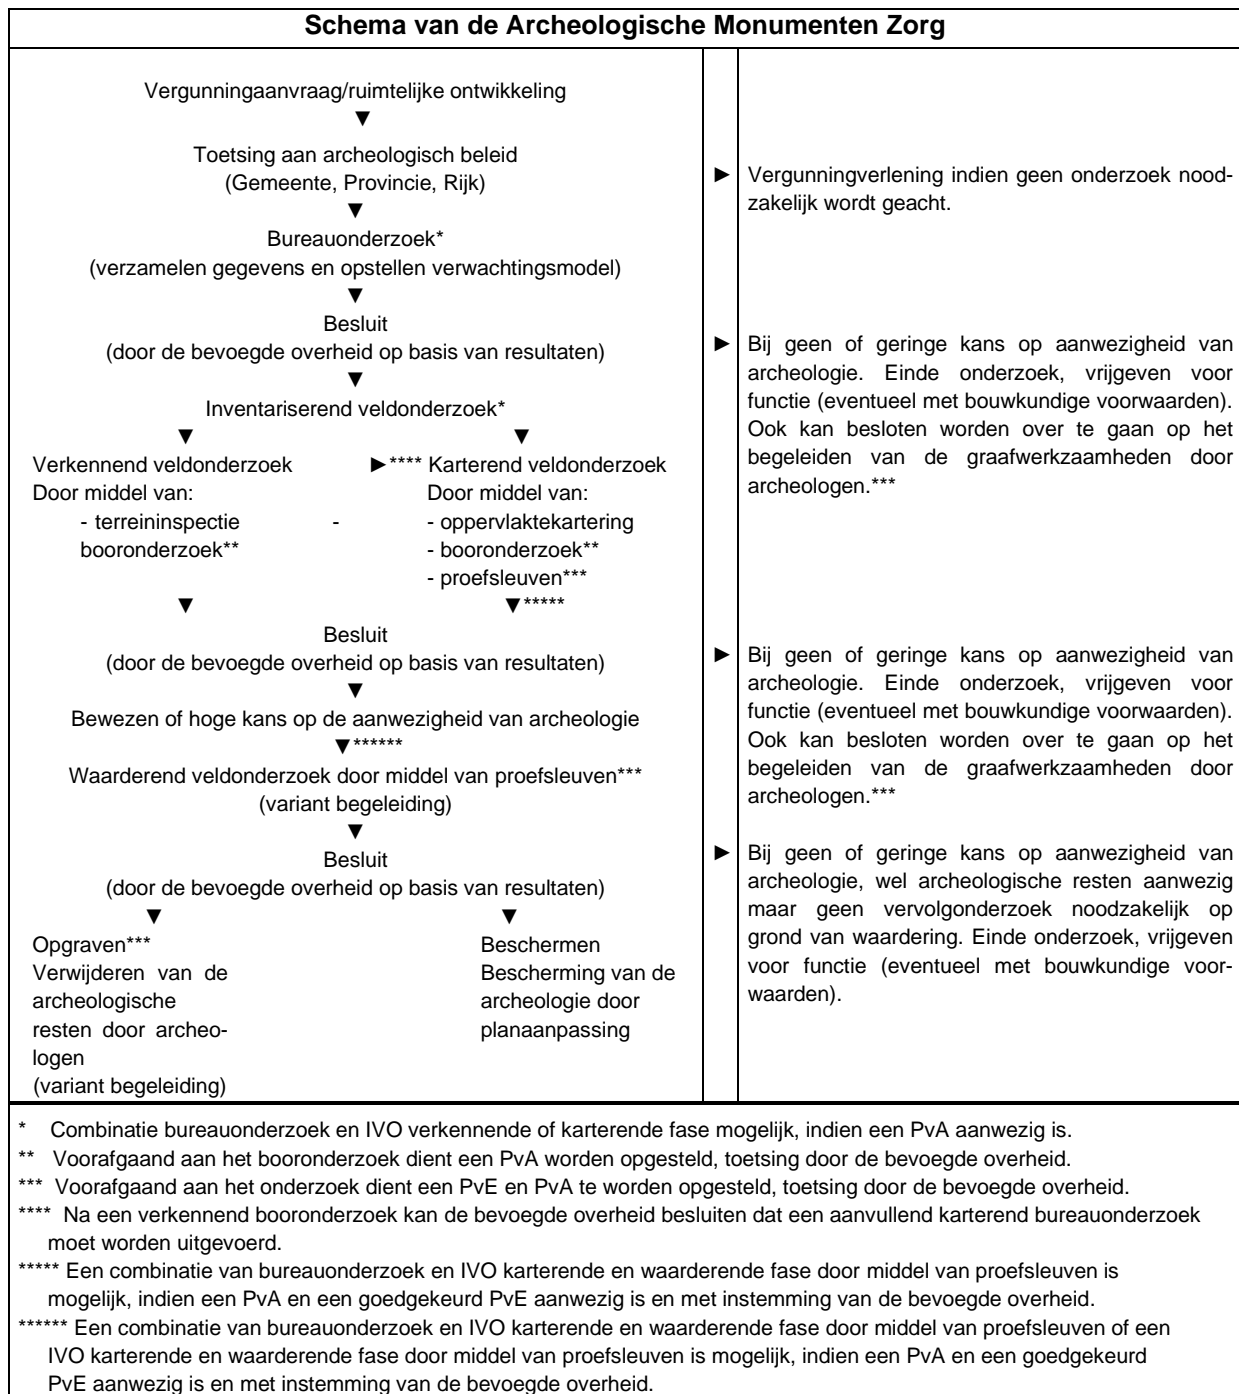 Schema van de Archeologische Monumenten Zorg
Vergunningaanvraag/ruimtelijke ontwikkeling
▼
Toetsing aan archeologisch beleid
(Gemeente, Provincie, Rijk)
▼
Bureauonderzoek*
(verzamelen gegevens en opstellen verwachtingsmodel)
▼
Besluit
(door de bevoegde overheid op basis van resultaten)
▼
Inventariserend veldonderzoek*
▼ ▼
Verkennend veldonderzoek ►**** Karterend veldonderzoek
Door middel van: Door middel van:
- terreininspectie - - oppervlaktekartering
booronderzoek** - booronderzoek**
- proefsleuven***
▼ ▼*****
Besluit
(door de bevoegde overheid op basis van resultaten)
▼
Bewezen of hoge kans op de aanwezigheid van archeologie
▼******
Waarderend veldonderzoek door middel van proefsleuven***
(variant begeleiding)
▼
Besluit
(door de bevoegde overheid op basis van resultaten)
▼ ▼
Opgraven*** Beschermen
Verwijderen van de Bescherming van de
archeologische archeologie door
resten door archeo- planaanpassing
logen
(variant begeleiding)
► Vergunningverlening indien geen onderzoek nood-
zakelijk wordt geacht.
► Bij geen of geringe kans op aanwezigheid van
archeologie. Einde onderzoek, vrijgeven voor
functie (eventueel met bouwkundige voorwaarden).
Ook kan besloten worden over te gaan op het
begeleiden van de graafwerkzaamheden door
archeologen.***
► Bij geen of geringe kans op aanwezigheid van
archeologie. Einde onderzoek, vrijgeven voor
functie (eventueel met bouwkundige voorwaarden).
Ook kan besloten worden over te gaan op het
begeleiden van de graafwerkzaamheden door
archeologen.***
► Bij geen of geringe kans op aanwezigheid van
archeologie, wel archeologische resten aanwezig
maar geen vervolgonderzoek noodzakelijk op
grond van waardering. Einde onderzoek, vrijgeven
voor functie (eventueel met bouwkundige voor-
waarden).
* Combinatie bureauonderzoek en IVO verkennende of karterende fase mogelijk, indien een PvA aanwezig is.
** Voorafgaand aan het booronderzoek dient een PvA worden opgesteld, toetsing door de bevoegde overheid.
*** Voorafgaand aan het onderzoek dient een PvE en PvA te worden opgesteld, toetsing door de bevoegde overheid.
**** Na een verkennend booronderzoek kan de bevoegde overheid besluiten dat een aanvullend karterend bureauonderzoek
moet worden uitgevoerd.
***** Een combinatie van bureauonderzoek en IVO karterende en waarderende fase door middel van proefsleuven is
mogelijk, indien een PvA en een goedgekeurd PvE aanwezig is en met instemming van de bevoegde overheid.
****** Een combinatie van bureauonderzoek en IVO karterende en waarderende fase door middel van proefsleuven of een
IVO karterende en waarderende fase door middel van proefsleuven is mogelijk, indien een PvA en een goedgekeurd
PvE aanwezig is en met instemming van de bevoegde overheid.